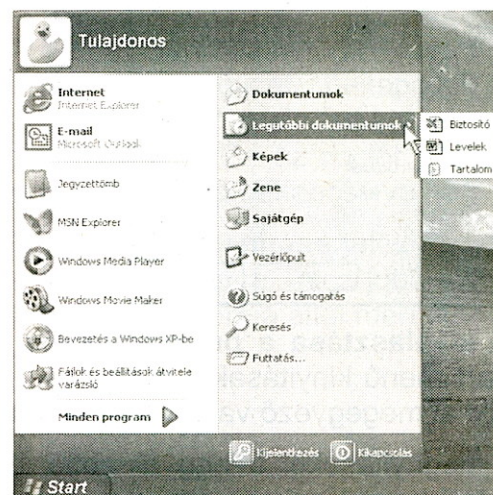 Tulajdonos
Internet
Internet Explorer
E-mail
Microsoft Outlook
Jegyzettömb
MSN Explorer
Windows Media Player
Windows Movie Maker
Bevezetés a Windows XP-be
Fájlok és beállítások átvitele
varázsló
Minden program
Dokumentumok
Legutóbbi dokumentumok
Képek
Zene
Sajátgép
Vezérlőpult
Súgó és támogatás
Keresés
Futtatás...
Biztosító
Levelek
Tartalom
Kijelentkezés
Kikapcsolás
Start